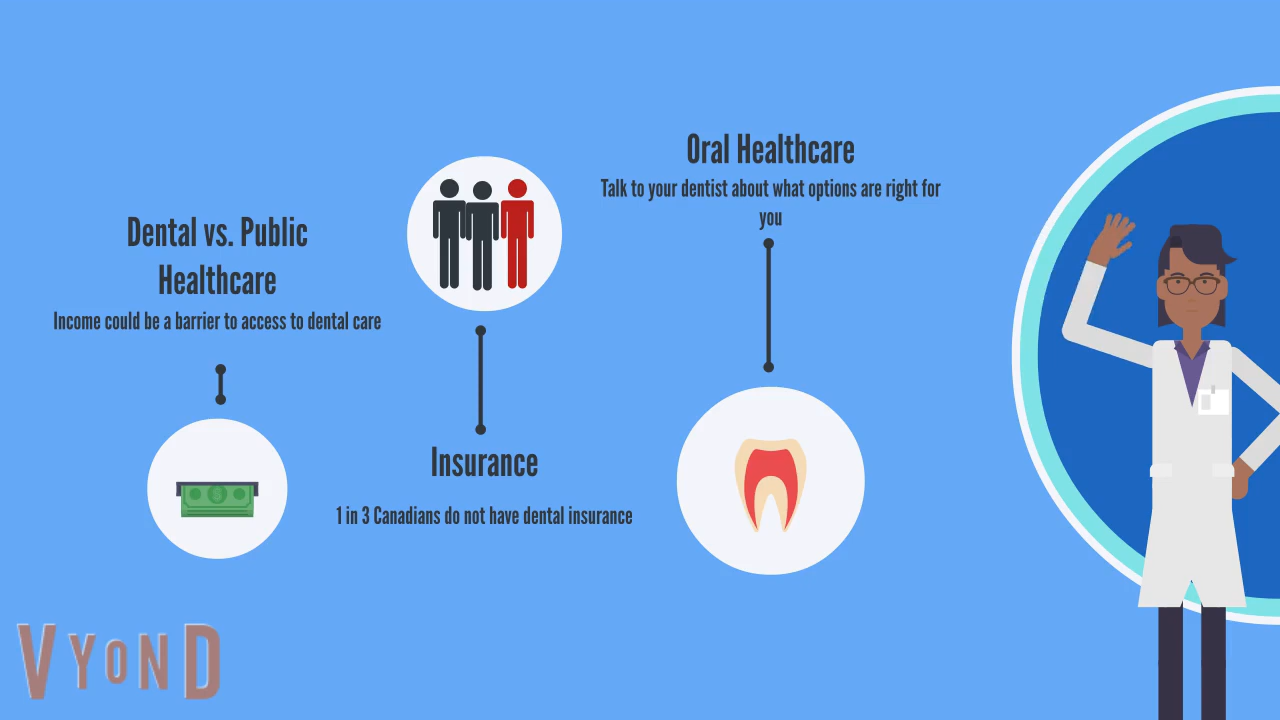 Dental vs. Public
Healthcare
Income could be a barrier to access to dental care
Insurance
1 in 3 Canadians do not have dental insurance
Oral Healthcare
Talk to your dentist about what options are right for
you
VYOND